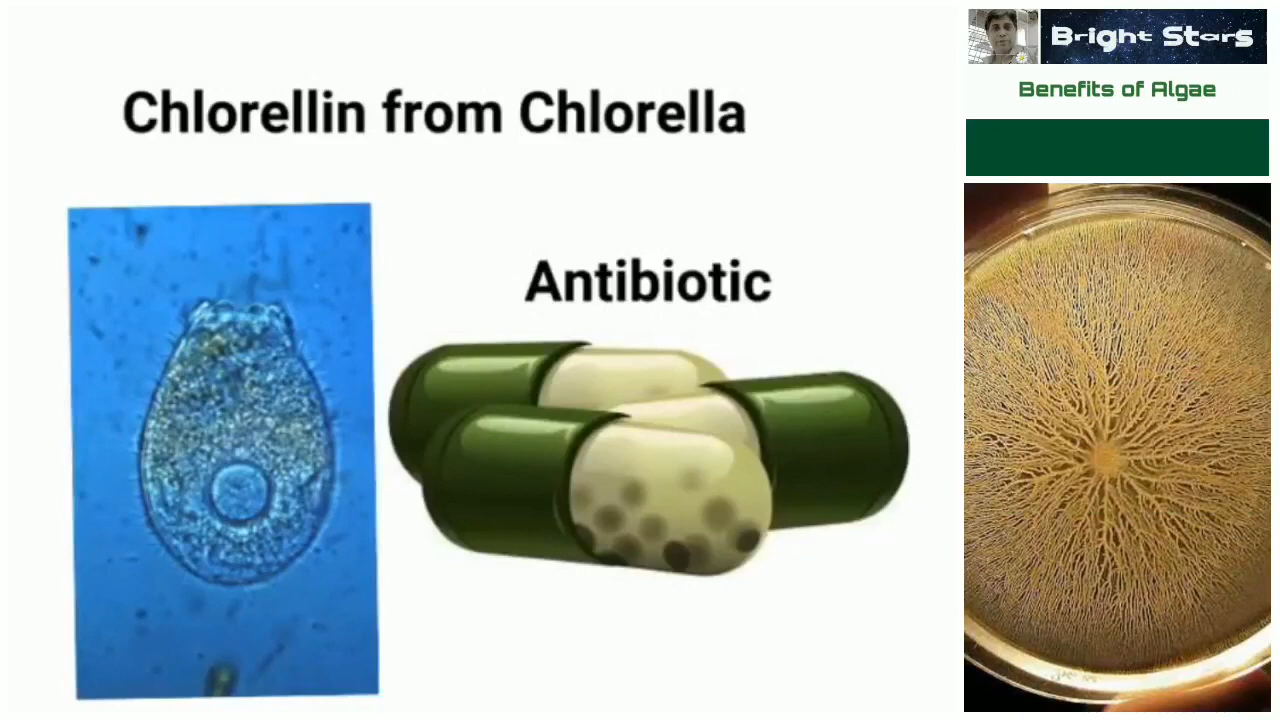 Chlorellin from Chlorella
Antibiotic
Bright Stars
Benefits of Algae